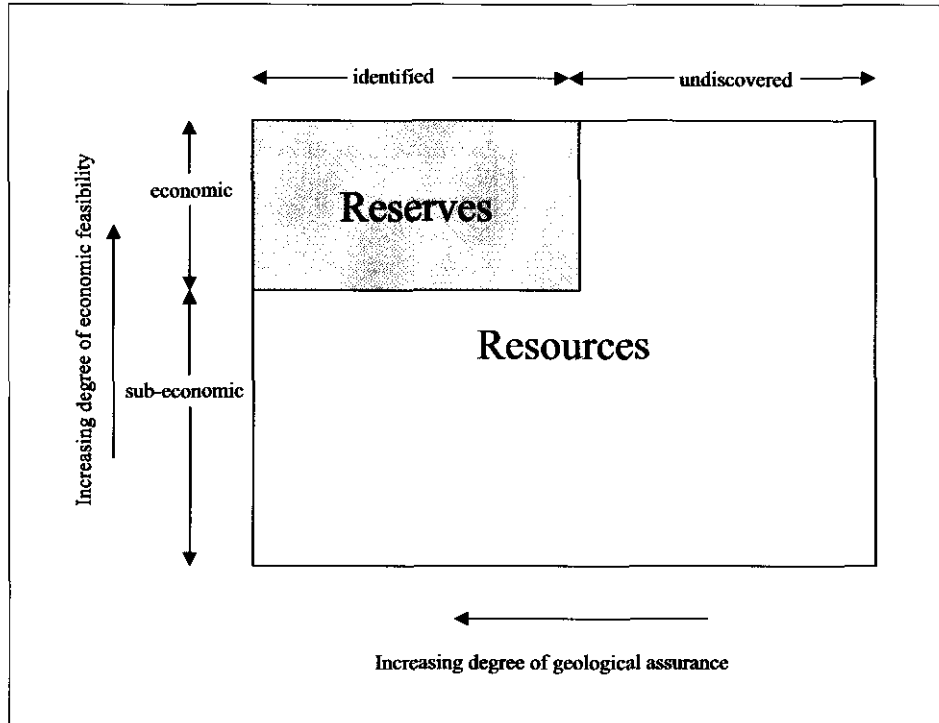 identified
undiscovered
economic
Reserves
Increasing degree of economic feasibility
Resources
sub-economic
Increasing degree of geological assurance